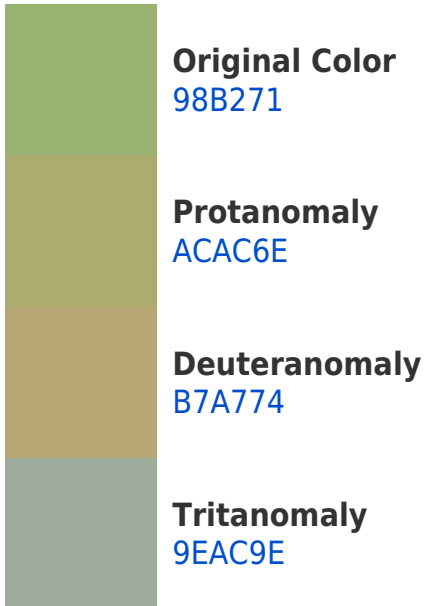 Original Color
98B271
Protanomaly
ACAC6E
Deuteranomaly
B7A774
Tritanomaly
9EAC9E